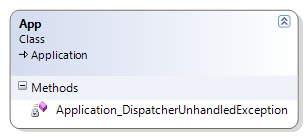 App
Class
Application
Methods
Application_DispatcherUnhandledException